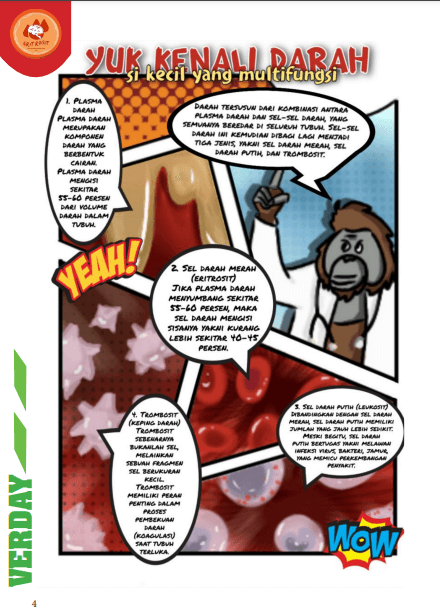 YUK KENALI DARAH
si kecil yang multifungsi
1. Plasma
darah
Plasma darah
merupakan
komponen
darah yang
berbentuk
cairan.
Plasma darah
mengisi
sekitar
55-60 persen
dari volume
darah dalam
tubuh.
Darah tersusun dari kombinasi antara
plasma darah dan sel-sel darah, yang
semuanya beredar di seluruh tubuh. Sel-sel
darah ini kemudian dibagi lagi menjadi
tiga jenis, yakni sel darah merah, sel
darah putih, dan trombosit.
YEAH!
2. Sel darah merah
(eritrosit)
Jika plasma darah
menyumbang sekitar
55-60 persen, maka
sel darah mengisi
sisanya yakni kurang
lebih sekitar 40-45
persen.
3. Sel darah putih (leukosit)
Dibandingkan dengan sel darah
merah, sel darah putih memiliki
jumlah yang jauh lebih sedikit.
Meski begitu, sel darah
putih bertugas yakni melawan
infeksi virus, bakteri, jamur,
yang memicu perkembangan
penyakit.
4. Trombosit
(keping darah)
Trombosit
sebenarnya
bukanlah sel,
melainkan
sebuah fragmen
sel berukuran
kecil.
Trombosit
memiliki peran
penting dalam
proses
pembekuan
darah
(koagulasi)
saat tubuh
terluka.
WOW
VERDAY
4